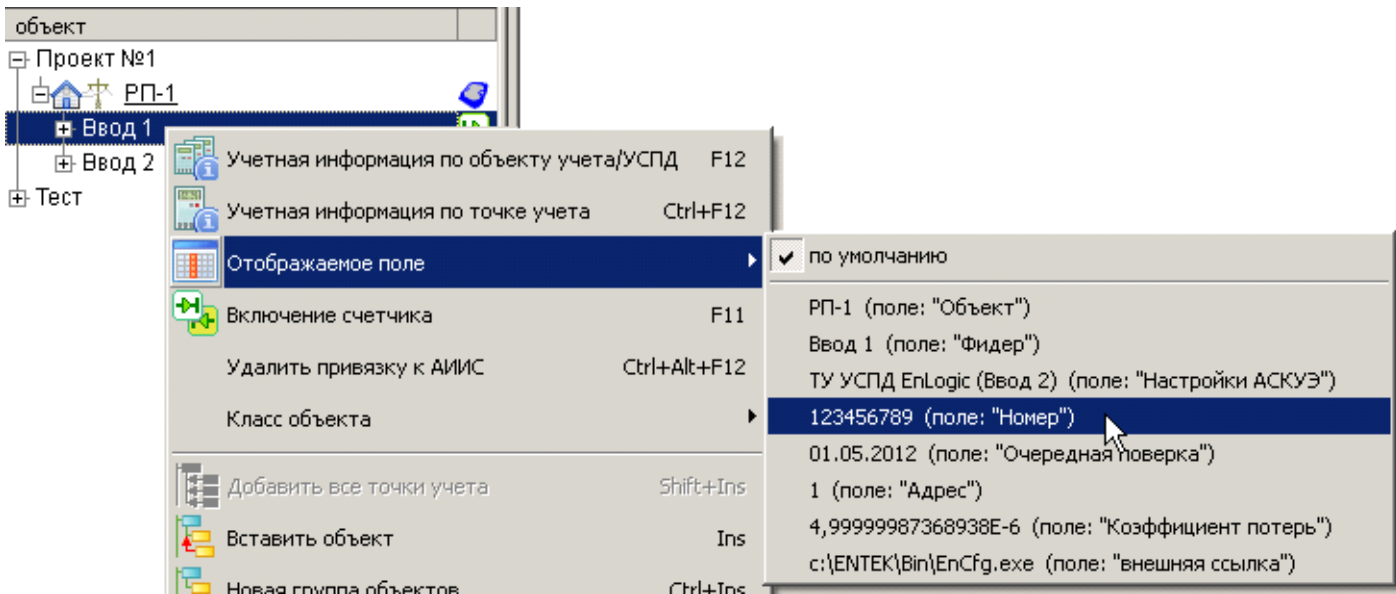 объект
Проект №1
РП-1
Ввод 1
Ввод 2
Тест
Учетная информация по объекту учета/УСПД F12
Учетная информация по точке учета Ctrl+F12
Отображаемое поле
Включение счетчика F11
Удалить привязку к АИИС Ctrl+Alt+F12
Класс объекта
Добавить все точки учета Shift+Ins
Вставить объект Ins
Новая группа объектов Ctrl+Ins
по умолчанию
РП-1 (поле: "Объект")
Ввод 1 (поле: "Фидер")
ТУ УСПД EnLogic (Ввод 2) (поле: "Настройки АСКУЭ")
123456789 (поле: "Номер")
01.05.2012 (поле: "Очередная поверка")
1 (поле: "Адрес")
4,99999987368938E-6 (поле: "Коэффициент потерь")
c:\ENTEK\Bin\EnCfg.exe (поле: "внешняя ссылка")